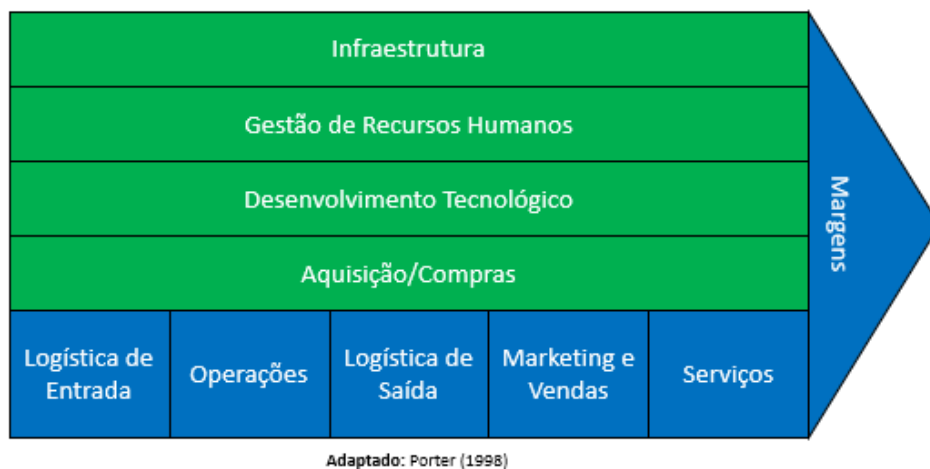 Infraestrutura
Gestão de Recursos Humanos
Desenvolvimento Tecnológico
Aquisição/Compras
Margens
Logística de
Entrada
Operações
Logística de
Saída
Marketing e
Vendas
Serviços
Adaptado: Porter (1998)